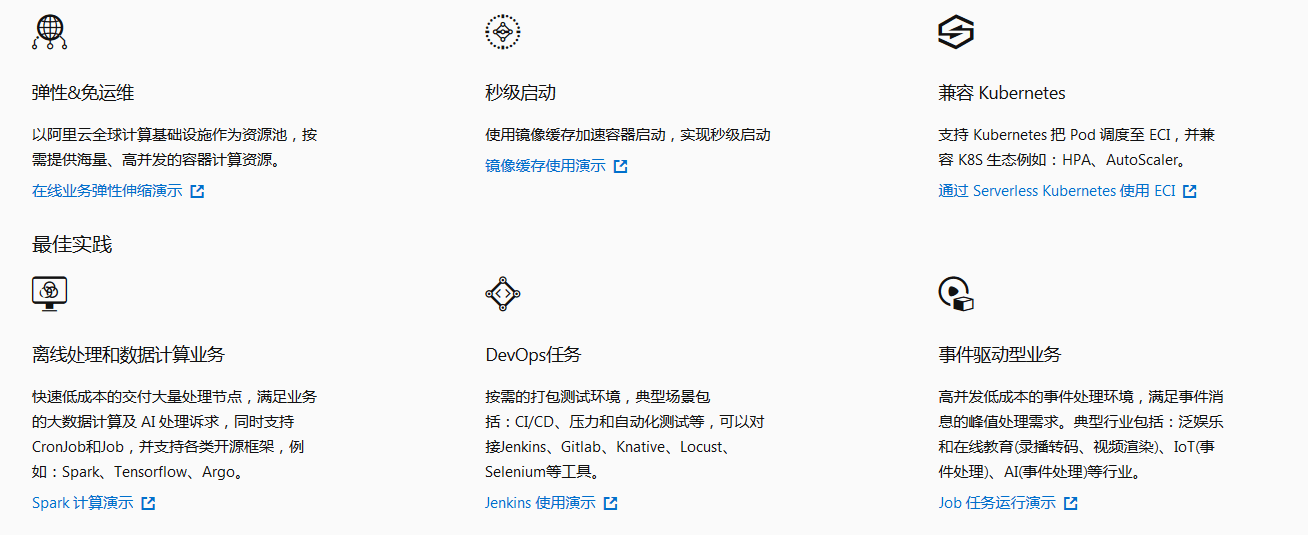 弹性&免运维
以阿里云全球计算基础设施作为资源池，按
需提供海量、高并发的容器计算资源。
在线业务弹性伸缩演示
秒级启动
使用镜像缓存加速容器启动，实现秒级启动
镜像缓存使用演示
兼容 Kubernetes
支持 Kubernetes 把 Pod 调度至 ECI，并兼
容 K8S 生态例如：HPA、AutoScaler。
通过 Serverless Kubernetes 使用 ECI
最佳实践
离线处理和数据计算业务
快速低成本的交付大量处理节点，满足业务
的大数据计算及 AI 处理诉求，同时支持
CronJob和Job，并支持各类开源框架，例
如：Spark、Tensorflow、Argo。
Spark 计算演示
DevOps任务
按需的打包测试环境，典型场景包
括：CI/CD、压力和自动化测试等，可以对
接Jenkins、Gitlab、Knative、Locust、
Selenium等工具。
Jenkins 使用演示
事件驱动型业务
高并发低成本的事件处理环境，满足事件消
息的峰值处理需求。典型行业包括：泛娱乐
和在线教育(录播转码、视频渲染)、IoT(事
件处理)、AI(事件处理)等行业。
Job 任务运行演示